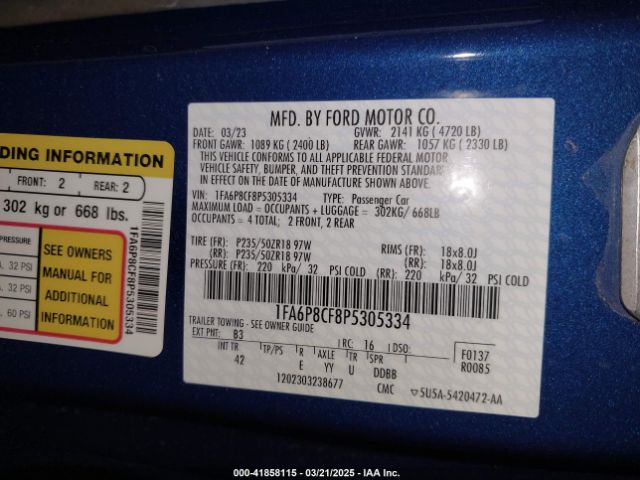 DING INFORMATION
FRONT: 2 REAR: 2
302 kg or 668 lbs.
PRESSURE
32 PSI
32 PSI
60 PSI
SEE OWNERS
MANUAL FOR
ADDITIONAL
INFORMATION
1FA6P8CF8P5305334
MFD. BY FORD MOTOR CO.
DATE: 03/23 GVWR: 2141 KG ( 4720 LB)
FRONT GAWR: 1089 KG ( 2400 LB) REAR GAWR: 1057 KG ( 2330 LB)
THIS VEHICLE CONFORMS TO ALL APPLICABLE FEDERAL MOTOR
VEHICLE SAFETY, BUMPER, AND THEFT PREVENTION STANDAR
IN EFFECT ON THE DATE OF MANUFACTURE SHOWN ABOVE.
VIN: 1FA6P8CF8P5305334 TYPE: Passenger Car
MAXIMUM LOAD = OCCUPANTS + LUGGAGE = 302KG/ 668LB
OCCUPANTS = 4 TOTAL; 2 FRONT, 2 REAR
TIRE (FR): P235/50ZR18 97W RIMS (FR): 18x8.0J
(RR): P235/50ZR18 97W (RR): 18x8.0J
PRESSURE (FR): 220 kPa/ 32 PSI COLD (RR): 220 kPa/ 32 PSI COLD
1FA6P8CF8P5305334
TRAILER TOWING - SEE OWNER GUIDE
EXT PNT: B3 RC: 16 DSO: F0137
INT TR TP/PS R AXLE TR SPR R0085
42 E YY U DDBB
1202303238677 CMC 5U5A-5420472-AA
000-41858115 — 03/21/2025 — IAA Inc.